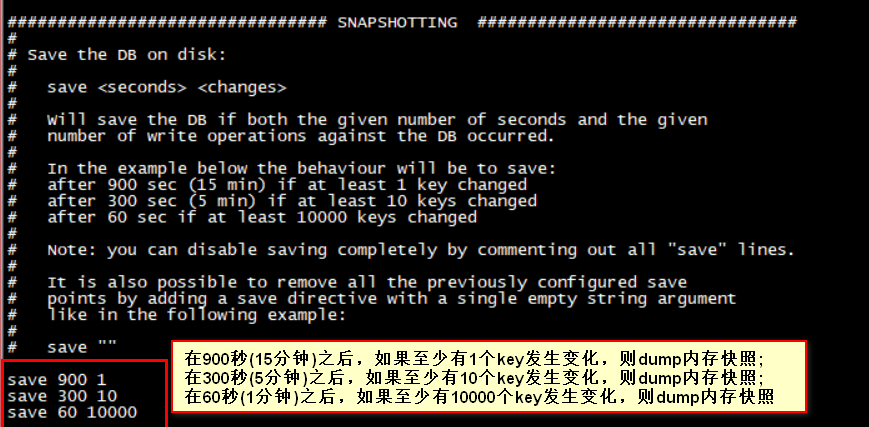 ################################ SNAPSHOTTING  ################################
#
# Save the DB on disk:
#
#   save <seconds> <changes>
#
#   Will save the DB if both the given number of seconds and the given
#   number of write operations against the DB occurred.
#
#   In the example below the behaviour will be to save:
#   after 900 sec (15 min) if at least 1 key changed
#   after 300 sec (5 min) if at least 10 keys changed
#   after 60 sec if at least 10000 keys changed
#
#   Note: you can disable saving completely by commenting out all "save" lines.
#
#   It is also possible to remove all the previously configured save
#   points by adding a save directive with a single empty string argument
#   like in the following example:
#
#   save ""
在900秒(15分钟)之后，如果至少有1个key发生变化，则dump内存快照;
在300秒(5分钟)之后，如果至少有10个key发生变化，则dump内存快照;
在60秒(1分钟)之后，如果至少有10000个key发生变化，则dump内存快照
save 900 1
save 300 10
save 60 10000